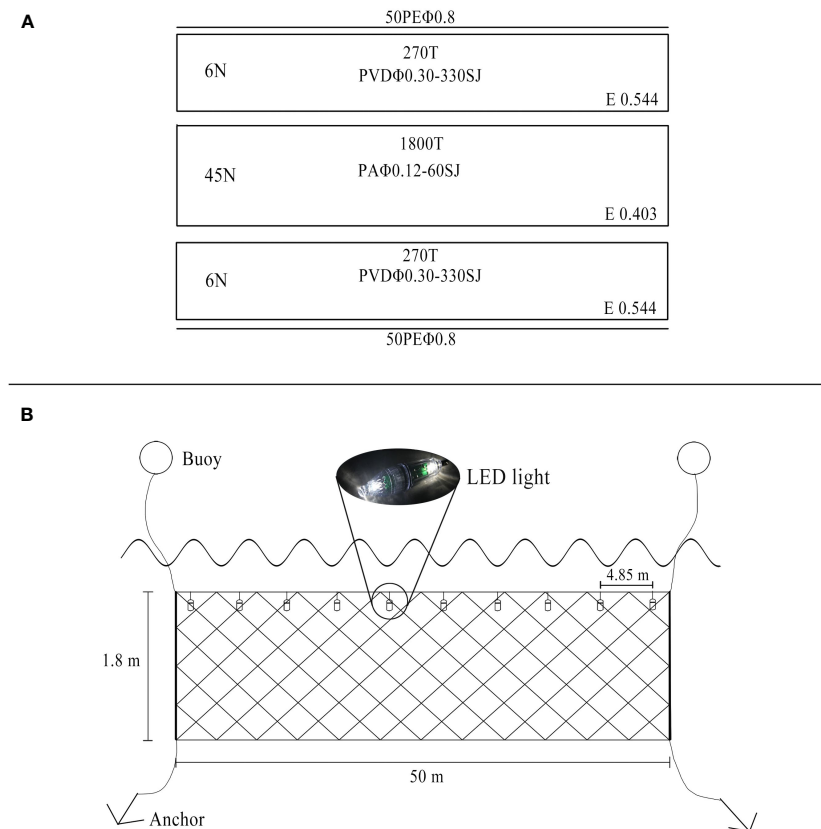 A
50PEΦ0.8
270T
PVDΦ0.30-330SJ
6N
E 0.544
1800T
PAΦ0.12-60SJ
45N
E 0.403
270T
PVDΦ0.30-330SJ
6N
E 0.544
50PEΦ0.8
B
Buoy
LED light
4.85 m
1.8 m
50 m
Anchor